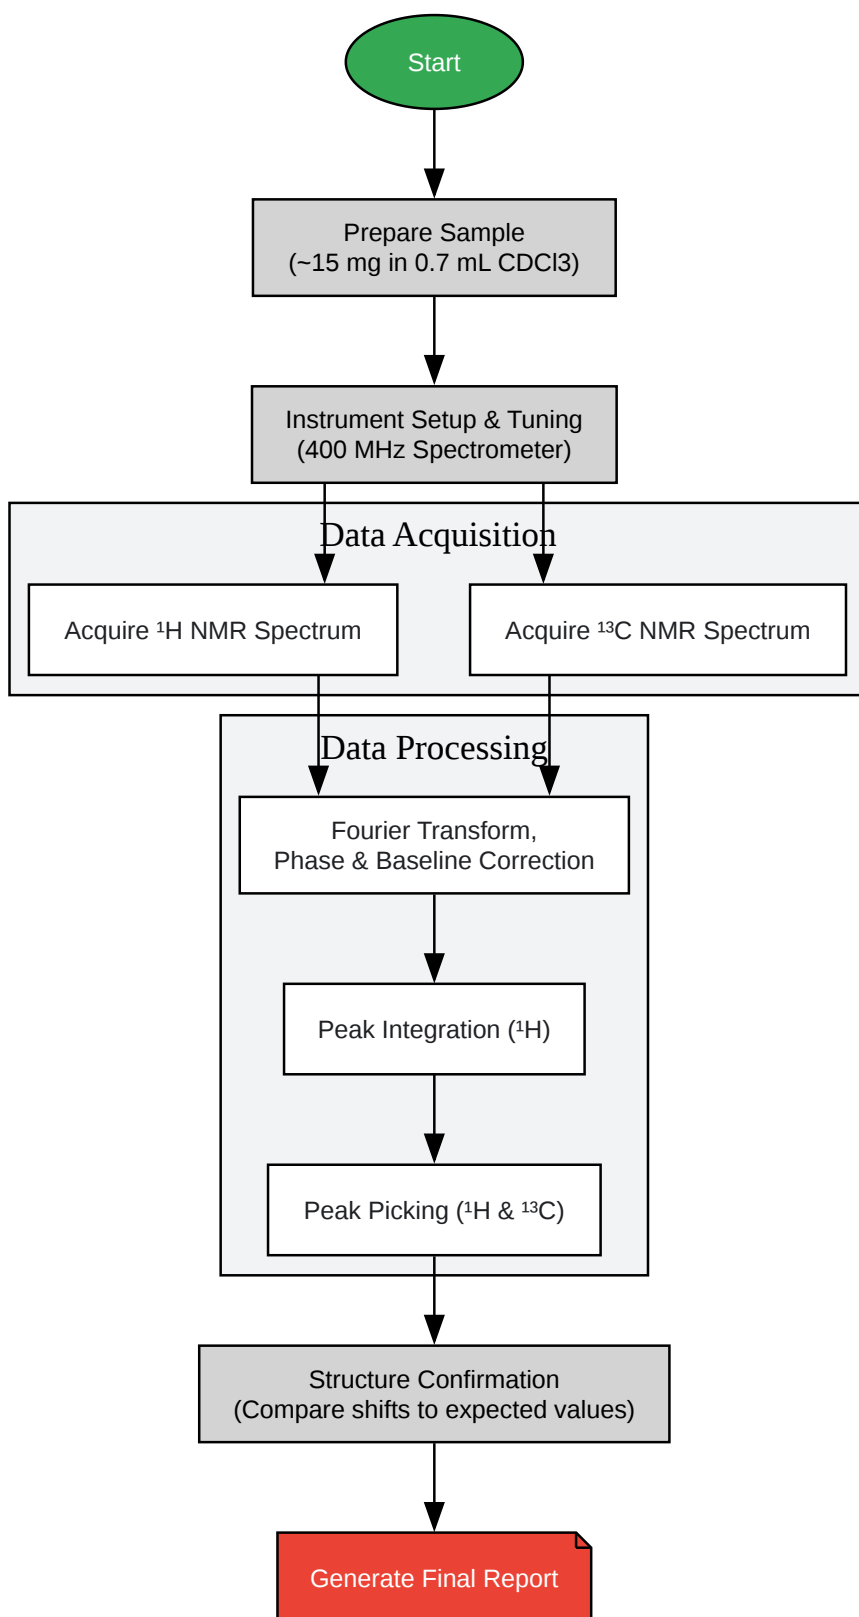 Start
Prepare Sample
(~15 mg in 0.7 mL CDCl3)
Instrument Setup & Tuning
(400 MHz Spectrometer)
Data Acquisition
Acquire ¹H NMR Spectrum
Acquire ¹³C NMR Spectrum
Data Processing
Fourier Transform,
Phase & Baseline Correction
Peak Integration (¹H)
Peak Picking (¹H & ¹³C)
Structure Confirmation
(Compare shifts to expected values)
Generate Final Report